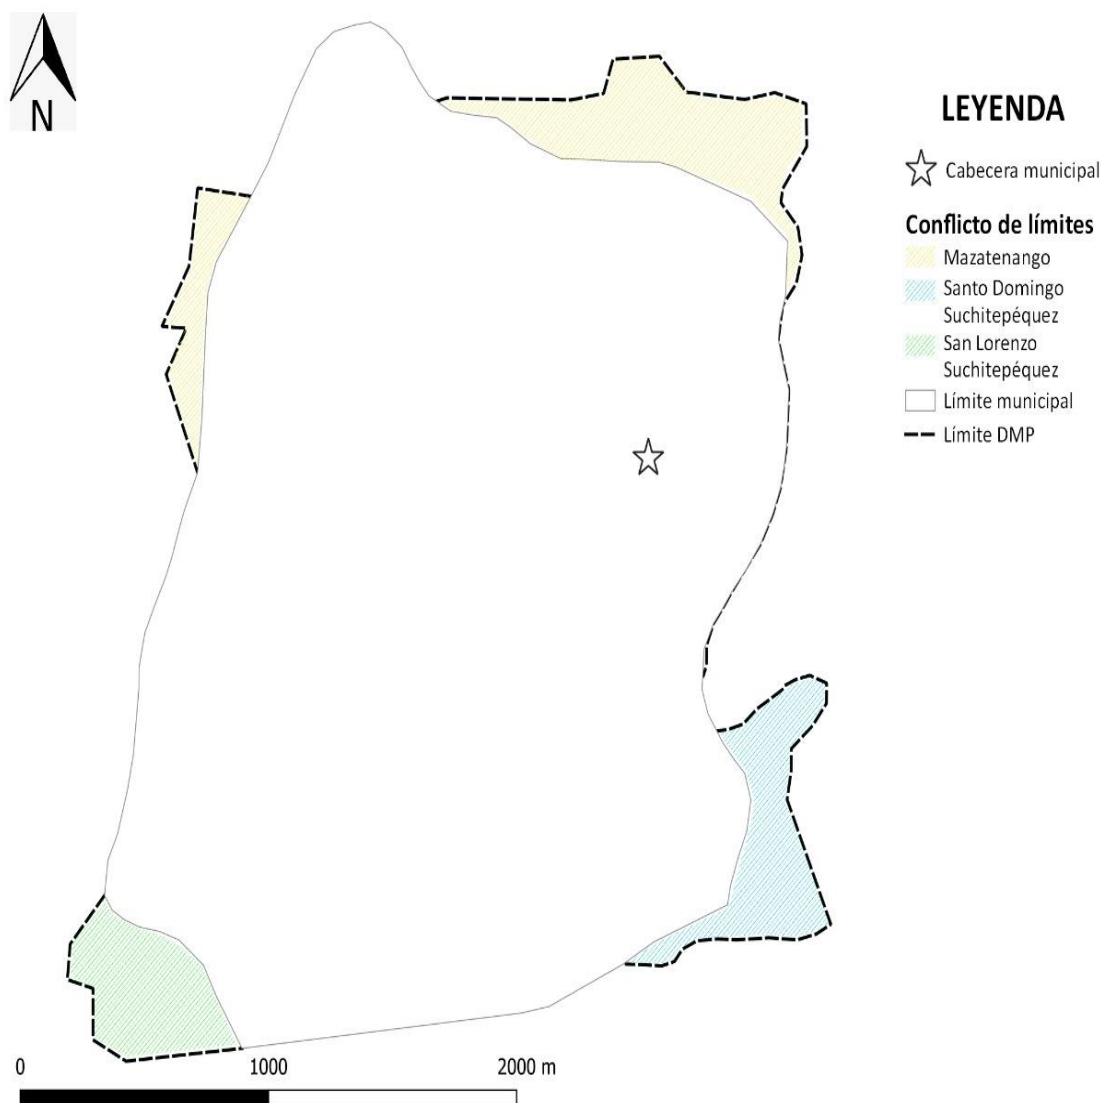 N
LEYENDA
Cabecera municipal
Conflicto de límites
Mazatenango
Santo Domingo
Suchitepéquez
San Lorenzo
Suchitepéquez
Límite municipal
Límite DMP
0 1000 2000 m